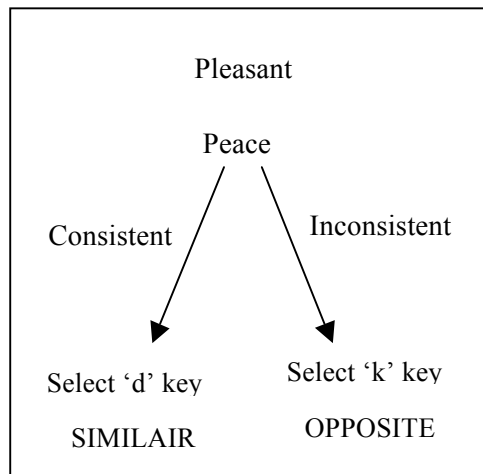 Pleasant
Peace
Consistent
Inconsistent
Select ‘d’ key
Select ‘k’ key
SIMILAIR
OPPOSITE